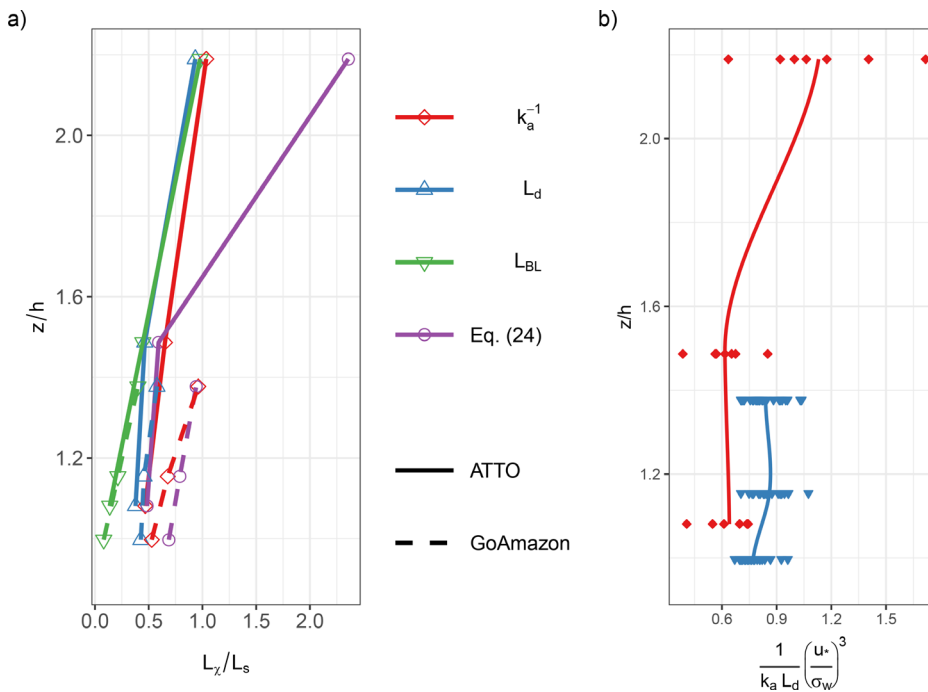 a)
2.0
1.6
1.2
z/h
0.0 0.5 1.0 1.5 2.0
L_χ/L_s
k_a^−1
L_d
L_BL
Eq. (24)
ATTO
GoAmazon
b)
2.0
1.6
1.2
z/h
0.6 0.9 1.2 1.5
1/(k_a L_d) (u_*/σ_w)^3